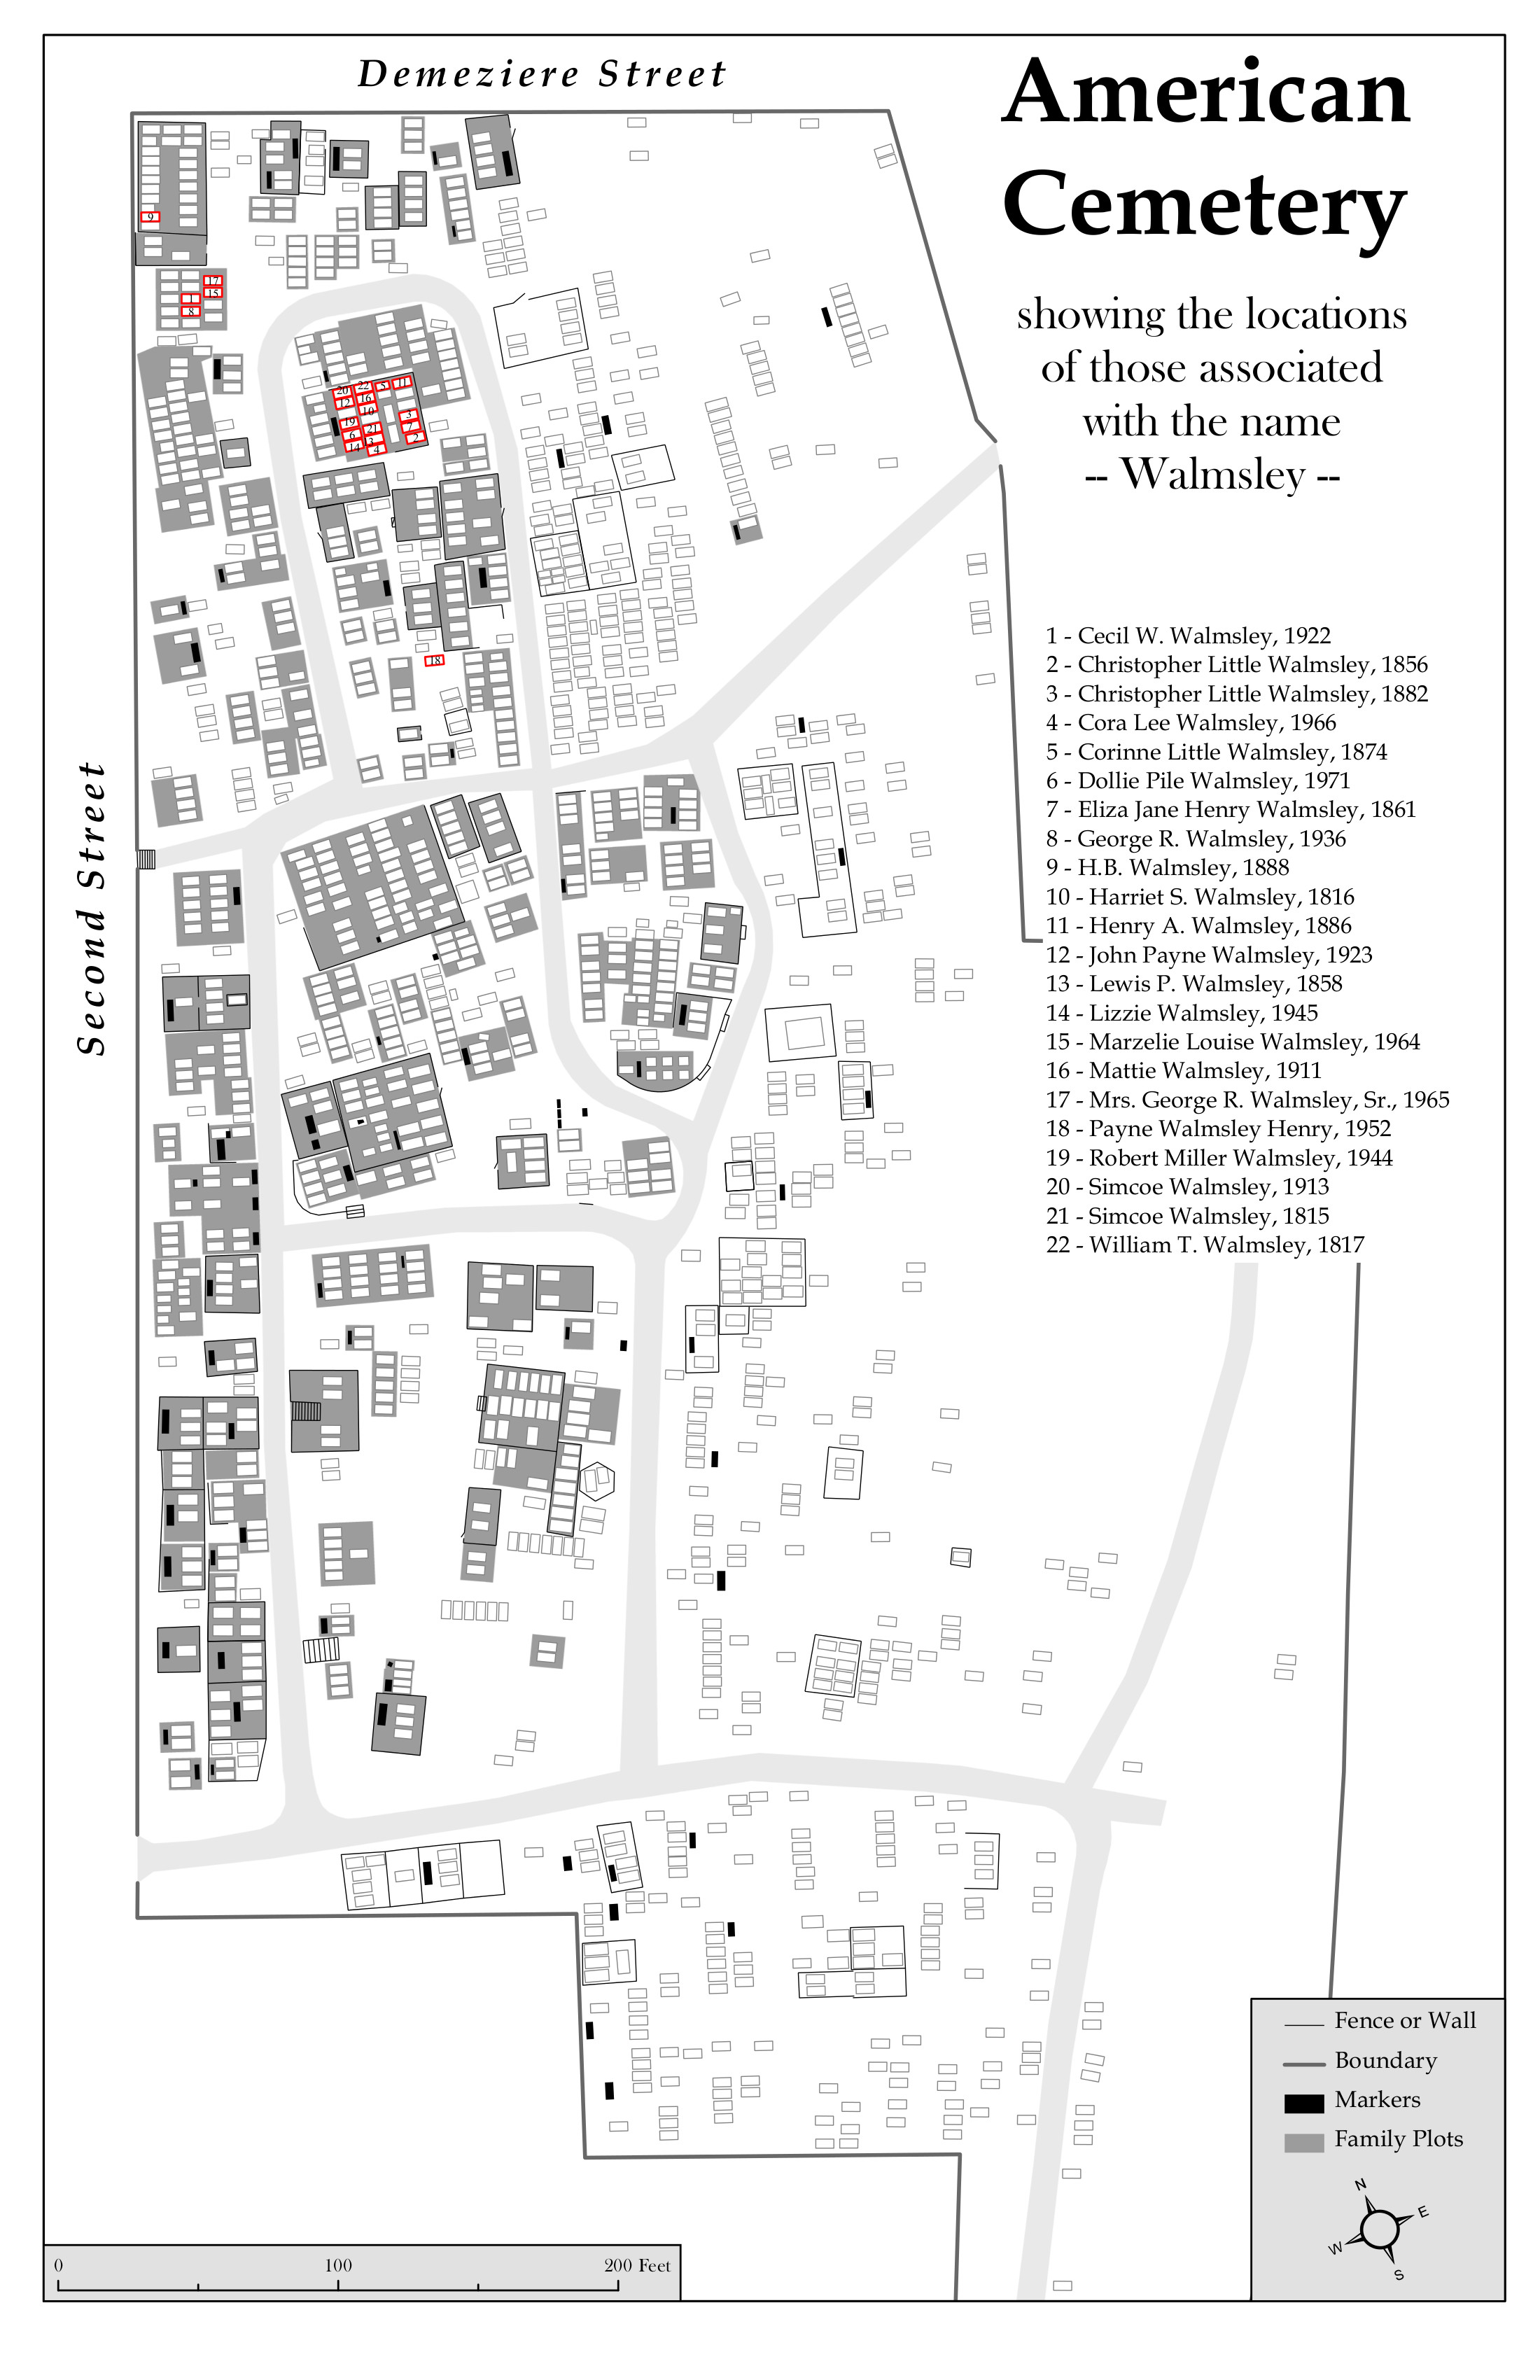 Demeziere Street
American
Cemetery
showing the locations
of those associated
with the name
-- Walmsley --
Second Street
9
17
15
1
8
20
22
5
11
12
16
10
3
19
21
7
6
13
2
14
4
18
1 - Cecil W. Walmsley, 1922
2 - Christopher Little Walmsley, 1856
3 - Christopher Little Walmsley, 1882
4 - Cora Lee Walmsley, 1966
5 - Corinne Little Walmsley, 1874
6 - Dollie Pile Walmsley, 1971
7 - Eliza Jane Henry Walmsley, 1861
8 - George R. Walmsley, 1936
9 - H.B. Walmsley, 1888
10 - Harriet S. Walmsley, 1816
11 - Henry A. Walmsley, 1886
12 - John Payne Walmsley, 1923
13 - Lewis P. Walmsley, 1858
14 - Lizzie Walmsley, 1945
15 - Marzelie Louise Walmsley, 1964
16 - Mattie Walmsley, 1911
17 - Mrs. George R. Walmsley, Sr., 1965
18 - Payne Walmsley Henry, 1952
19 - Robert Miller Walmsley, 1944
20 - Simcoe Walmsley, 1913
21 - Simcoe Walmsley, 1815
22 - William T. Walmsley, 1817
Fence or Wall
Boundary
Markers
Family Plots
N
E
W
S
0 100 200 Feet